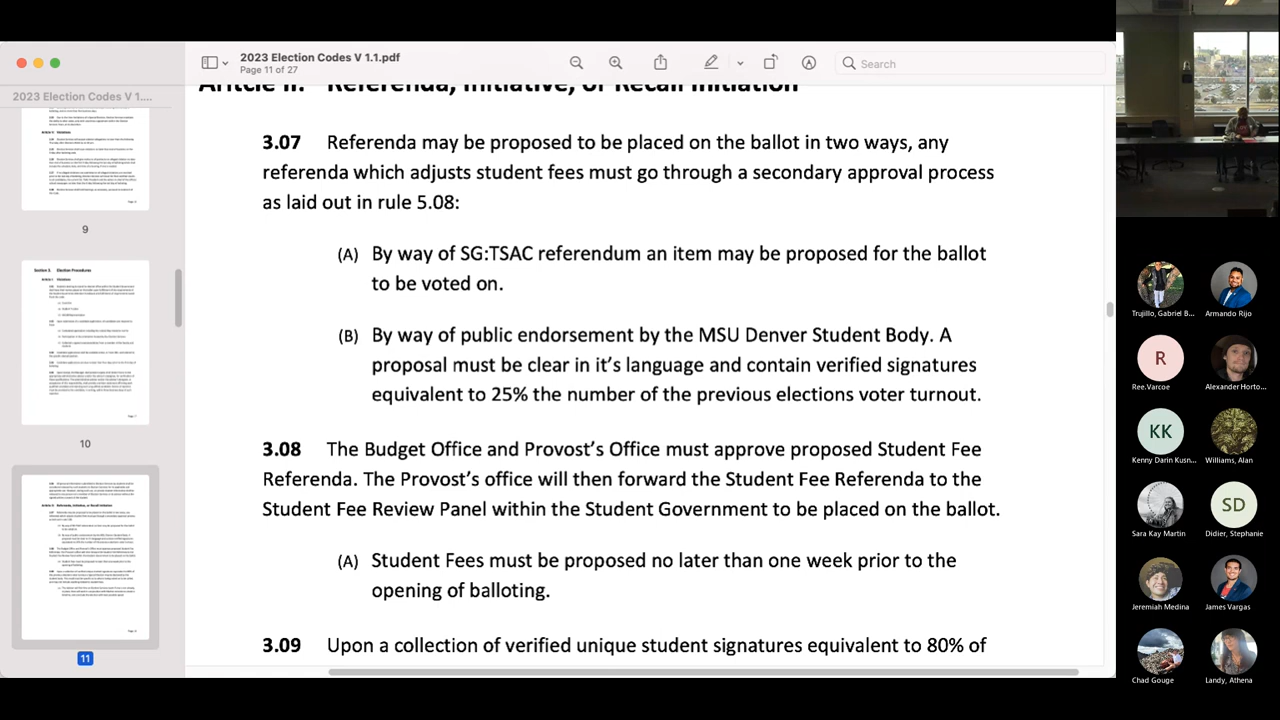 2023 Election Codes V 1.1.pdf
Page 11 of 27
Search
2023 Election Codes V 1....
9
10
11
Article II. Referenda, Initiative, or Recall Initiation
3.07 Referenda may be proposed to be placed on the ballot in two ways, any
referenda which adjusts student fees must go through a secondary approval process
as laid out in rule 5.08:
(A) By way of SG:TSAC referendum an item may be proposed for the ballot
to be voted on.
(B) By way of public endorsement by the MSU Denver Student Body. A
proposal must be clear in it's language and carry verified signatures
equivalent to 25% the number of the previous elections voter turnout.
3.08 The Budget Office and Provost's Office must approve proposed Student Fee
Referenda. The Provost's office will then forward the Student Fee Referenda to the
Student Fee Review Panel within the Student Government to be placed on the ballot.
(A) Student Fees must be proposed no later than one week prior to the
opening of balloting.
3.09 Upon a collection of verified unique student signatures equivalent to 80% of
Trujillo, Gabriel B...
Armando Rijo
R
Ree.Varcoe
Alexander Horto...
KK
Kenny Darin Kusn...
Williams, Alan
Sara Kay Martin
SD
Didier, Stephanie
Jeremiah Medina
James Vargas
Chad Gouge
Landy, Athena